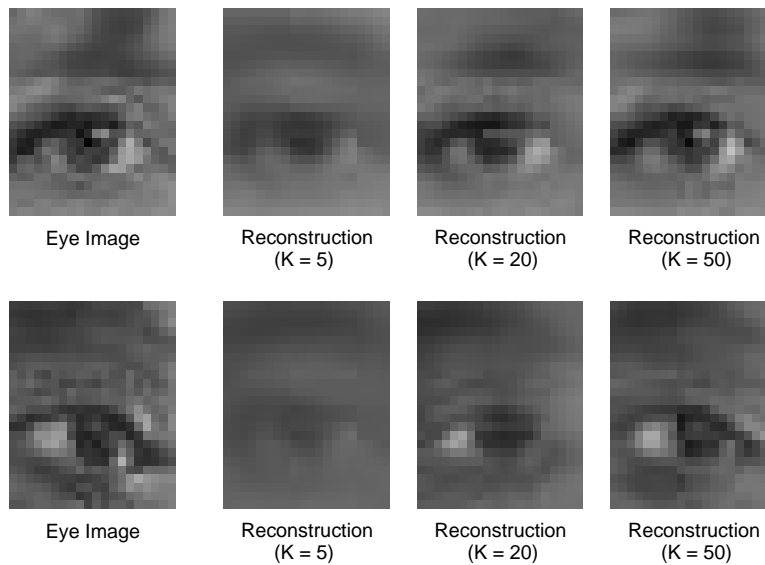 Eye Image
Reconstruction
(K = 5)
Reconstruction
(K = 20)
Reconstruction
(K = 50)
Eye Image
Reconstruction
(K = 5)
Reconstruction
(K = 20)
Reconstruction
(K = 50)